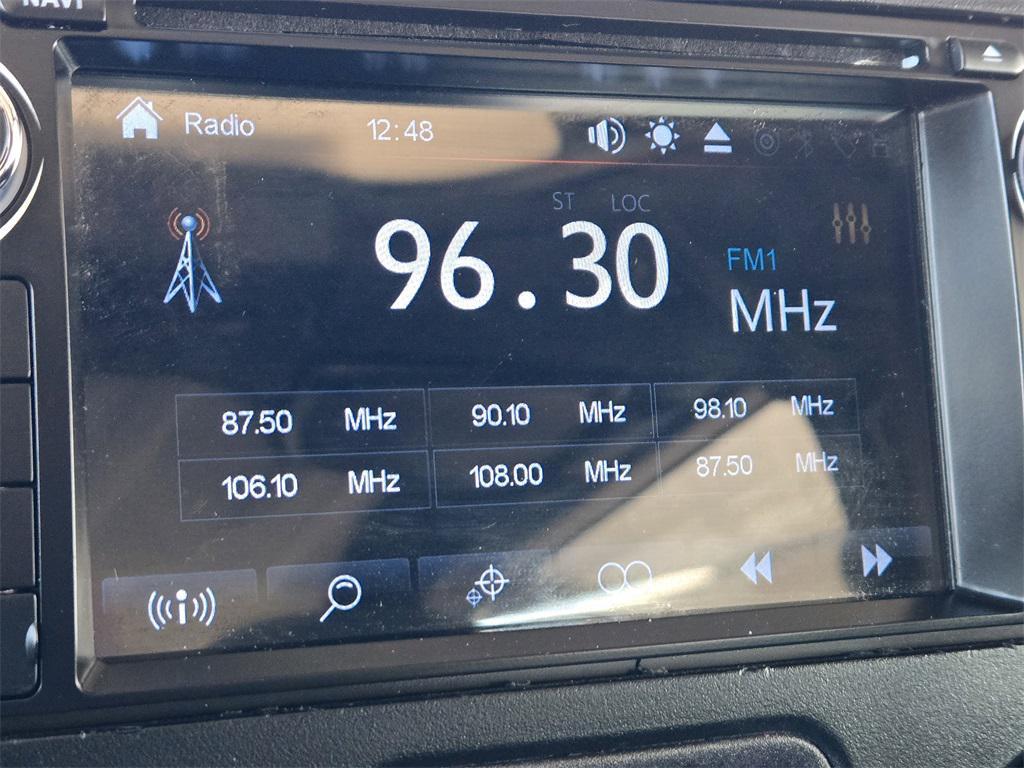 NAVI
Radio 12:48
ST LOC
96.30
FM1
MHz
87.50 MHz 90.10 MHz 98.10 MHz
106.10 MHz 108.00 MHz 87.50 MHz